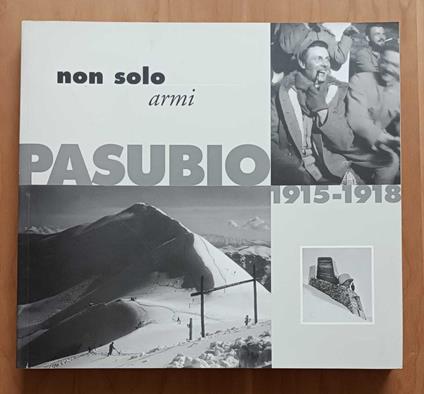 non solo
armi
PASUBIO
1915-1918